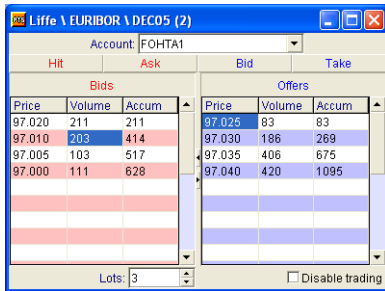 Liffe \ EURIBOR \ DEC05 (2)
Account: FOHTA1
Hit Ask Bid Take
Bids Offers
Price Volume Accum Price Volume Accum
97.020 211 211 97.025 83 83
97.010 203 414 97.030 186 269
97.005 103 517 97.035 406 675
97.000 111 628 97.040 420 1095
Lots: 3 Disable trading